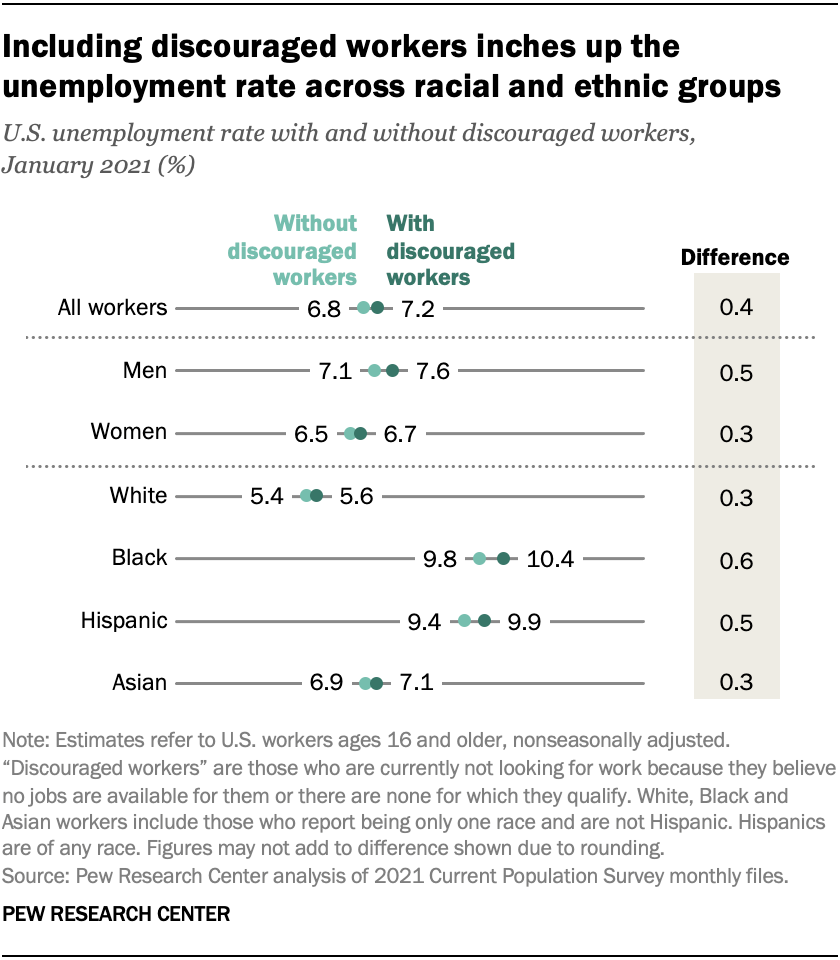 Including discouraged workers inches up the
unemployment rate across racial and ethnic groups
U.S. unemployment rate with and without discouraged workers,
January 2021 (%)
Without discouraged workers
With discouraged workers
Difference
All workers 6.8 7.2 0.4
Men 7.1 7.6 0.5
Women 6.5 6.7 0.3
White 5.4 5.6 0.3
Black 9.8 10.4 0.6
Hispanic 9.4 9.9 0.5
Asian 6.9 7.1 0.3
Note: Estimates refer to U.S. workers ages 16 and older, nonseasonally adjusted.
“Discouraged workers” are those who are currently not looking for work because they believe
no jobs are available for them or there are none for which they qualify. White, Black and
Asian workers include those who report being only one race and are not Hispanic. Hispanics
are of any race. Figures may not add to difference shown due to rounding.
Source: Pew Research Center analysis of 2021 Current Population Survey monthly files.
PEW RESEARCH CENTER